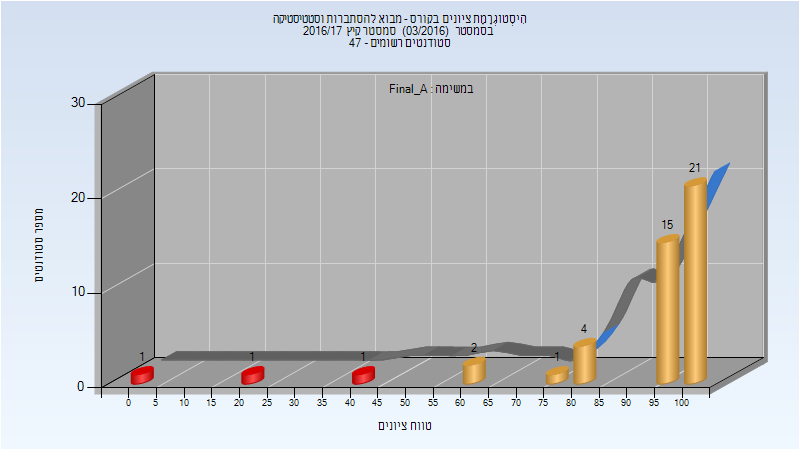 היסטוגרמת ציונים בקורס - מבוא להסתברות וסטטיסטיקה
בסמסטר (03/2016) סמסטר קיץ 2016/17
סטודנטים רשומים - 47
במשימה : Final_A
30
20
10
0
מספר סטודנטים
1
1
1
2
1
4
15
21
0 5 10 15 20 25 30 35 40 45 50 55 60 65 70 75 80 85 90 95 100
טווח ציונים